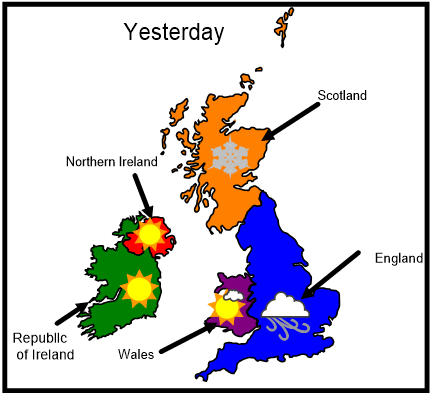 Yesterday
Scotland
Northern Ireland
England
Republic
of Ireland
Wales